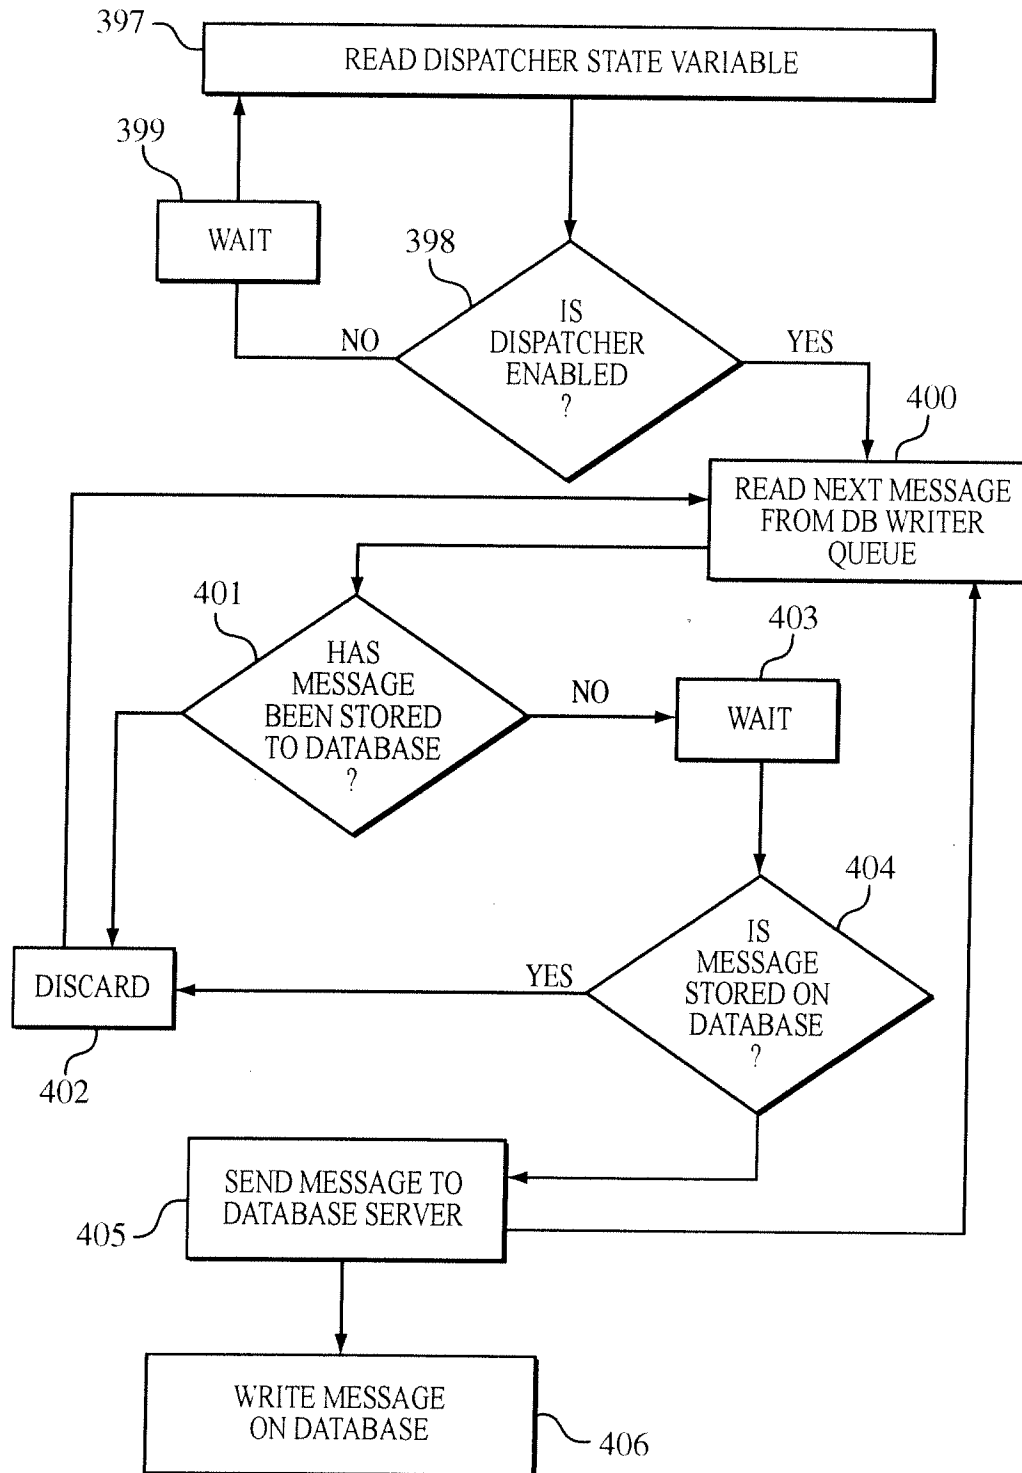 397
READ DISPATCHER STATE VARIABLE
399
WAIT
398
IS
DISPATCHER
ENABLED
?
NO
YES
400
READ NEXT MESSAGE
FROM DB WRITER
QUEUE
401
HAS
MESSAGE
BEEN STORED
TO DATABASE
?
NO
403
WAIT
404
IS
MESSAGE
STORED ON
DATABASE
?
YES
DISCARD
402
SEND MESSAGE TO
DATABASE SERVER
405
WRITE MESSAGE
ON DATABASE
406